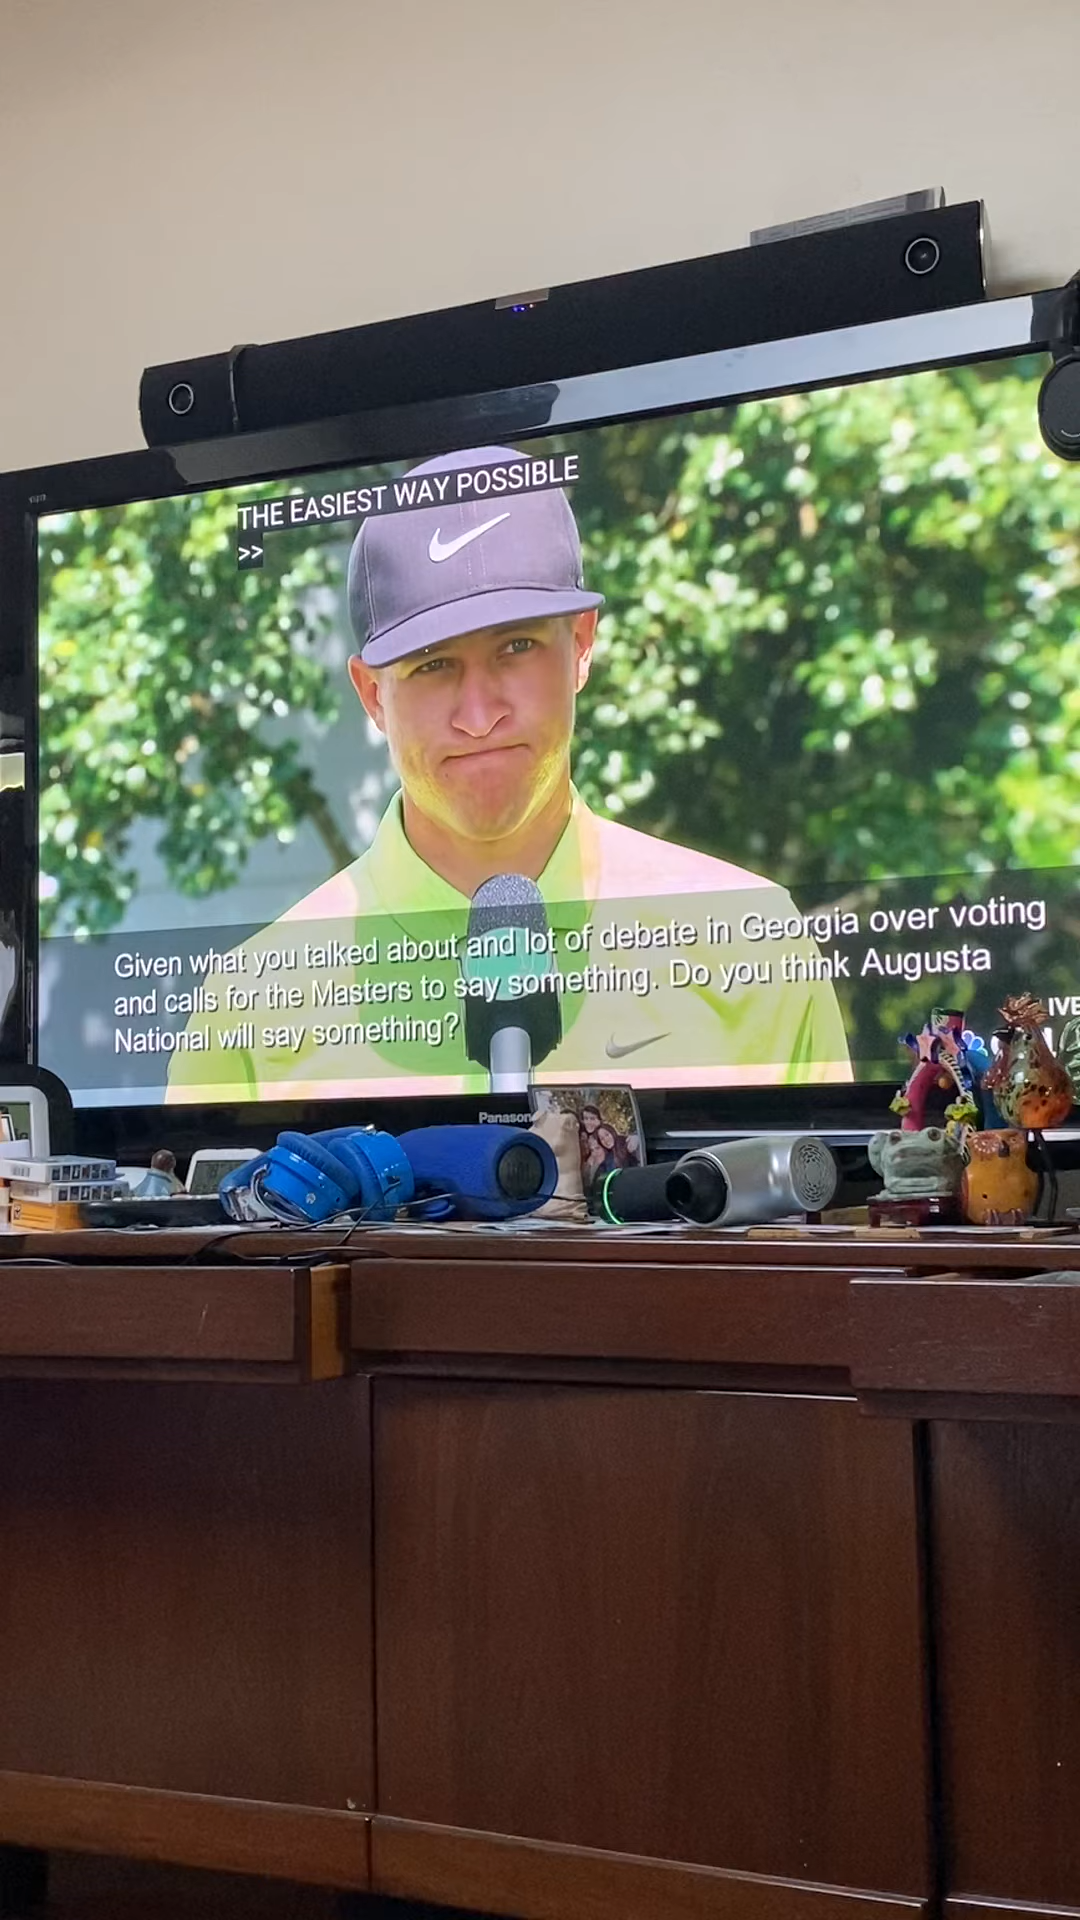 THE EASIEST WAY POSSIBLE
>>
Given what you talked about and lot of debate in Georgia over voting
and calls for the Masters to say something. Do you think Augusta
National will say something?
IVE
Panason